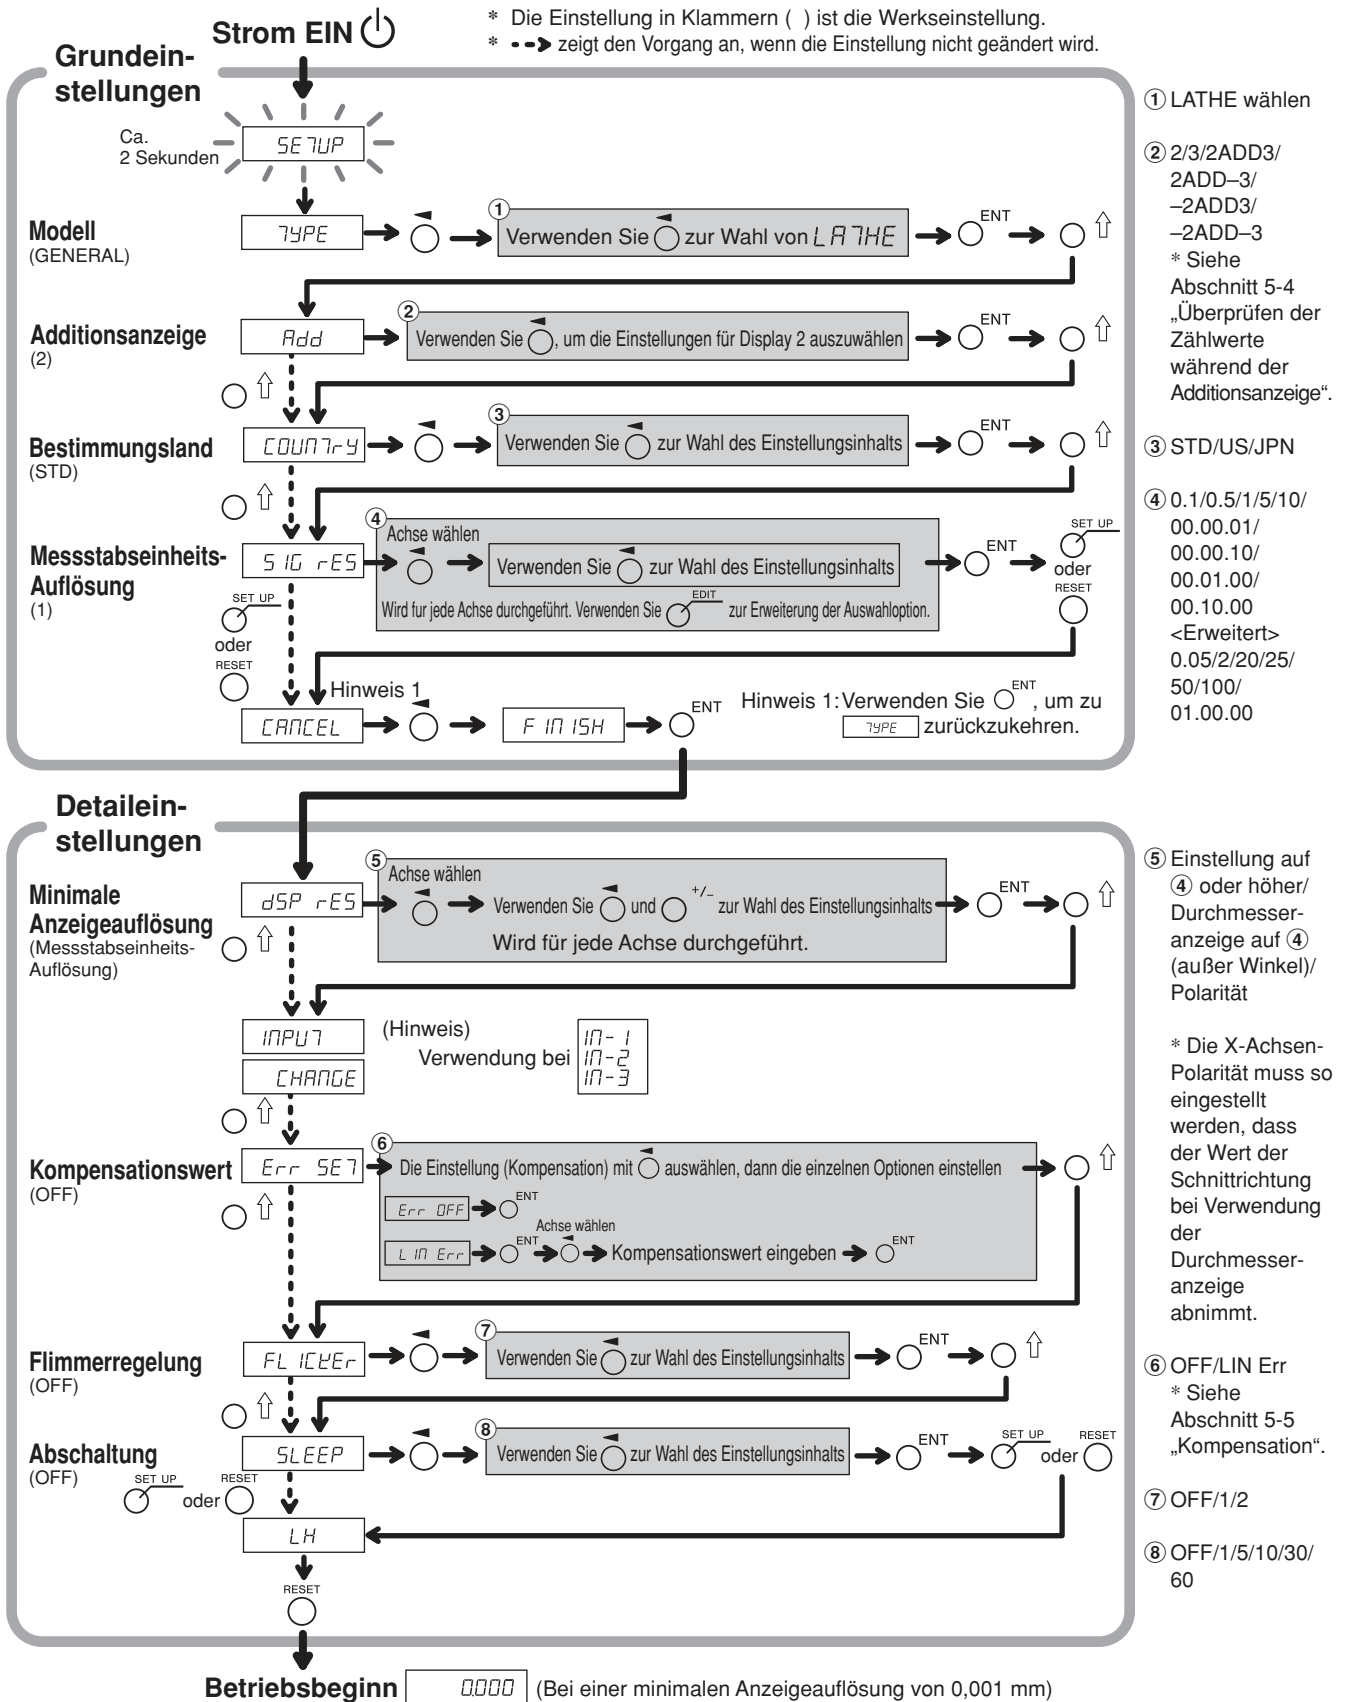 Strom EIN
* Die Einstellung in Klammern ( ) ist die Werkseinstellung.
* zeigt den Vorgang an, wenn die Einstellung nicht geändert wird.
Grundein-
stellungen
Ca.
2 Sekunden
SETUP
Modell
(GENERAL)
TYPE
①
Verwenden Sie zur Wahl von LATHE
ENT
Additionsanzeige
(2)
Add
②
Verwenden Sie , um die Einstellungen für Display 2 auszuwählen
ENT
Bestimmungsland
(STD)
COUNTrY
③
Verwenden Sie zur Wahl des Einstellungsinhalts
ENT
Messstabseinheits-
Auflösung
(1)
SIG rES
④
Achse wählen
Verwenden Sie zur Wahl des Einstellungsinhalts
Wird fur jede Achse durchgeführt. Verwenden Sie EDIT zur Erweiterung der Auswahloption.
ENT
SET UP
oder
RESET
SET UP
oder
RESET
Hinweis 1
CANCEL
FINISH
ENT
Hinweis 1: Verwenden Sie ENT , um zu
TYPE zurückzukehren.
① LATHE wählen
② 2/3/2ADD3/
2ADD–3/
–2ADD3/
–2ADD–3
* Siehe
Abschnitt 5-4
„Überprüfen der
Zählwerte
während der
Additionsanzeige“.
③ STD/US/JPN
④ 0.1/0.5/1/5/10/
00.00.01/
00.00.10/
00.01.00/
00.10.00
<Erweitert>
0.05/2/20/25/
50/100/
01.00.00
Detailein-
stellungen
Minimale
Anzeigeauflösung
(Messstabseinheits-
Auflösung)
dSP rES
⑤
Achse wählen
Verwenden Sie und +/– zur Wahl des Einstellungsinhalts
Wird für jede Achse durchgeführt.
ENT
INPUT
CHANGE
(Hinweis)
Verwendung bei
IN-1
IN-2
IN-3
Kompensationswert
(OFF)
Err SET
⑥
Die Einstellung (Kompensation) mit auswählen, dann die einzelnen Optionen einstellen
Err OFF
ENT
LIN Err
ENT
Achse wählen
Kompensationswert eingeben
ENT
Flimmerregelung
(OFF)
FLICKEr
⑦
Verwenden Sie zur Wahl des Einstellungsinhalts
ENT
Abschaltung
(OFF)
SLEEP
⑧
Verwenden Sie zur Wahl des Einstellungsinhalts
ENT
SET UP
oder
RESET
SET UP
oder
RESET
LH
RESET
⑤ Einstellung auf
④ oder höher/
Durchmesser-
anzeige auf ④
(außer Winkel)/
Polarität
* Die X-Achsen-
Polarität muss so
eingestellt
werden, dass
der Wert der
Schnittrichtung
bei Verwendung
der
Durchmesser-
anzeige
abnimmt.
⑥ OFF/LIN Err
* Siehe
Abschnitt 5-5
„Kompensation“.
⑦ OFF/1/2
⑧ OFF/1/5/10/30/
60
Betriebsbeginn 0.000 (Bei einer minimalen Anzeigeauflösung von 0,001 mm)